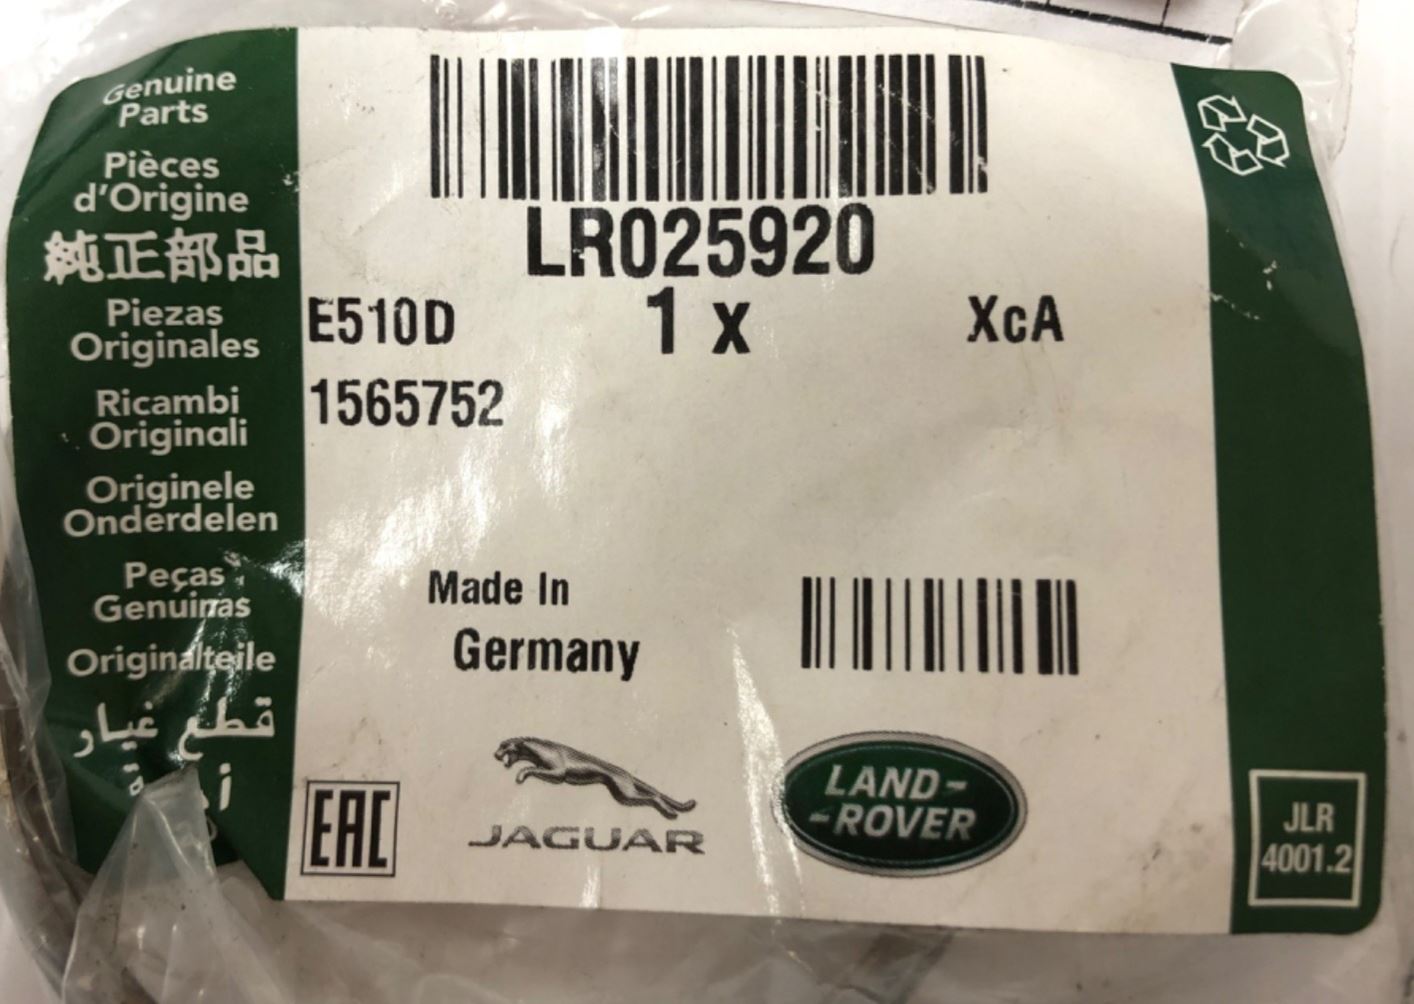 Genuine
Parts
Pièces
d'Origine
純正部品
Piezas
Originales
Ricambi
Originali
Originele
Onderdelen
Peças
Genuinas
Originalteile
قطع غيار
LR025920
E510D 1 x XcA
1565752
Made In
Germany
EAC
JAGUAR
LAND-
-ROVER
JLR
4001.2